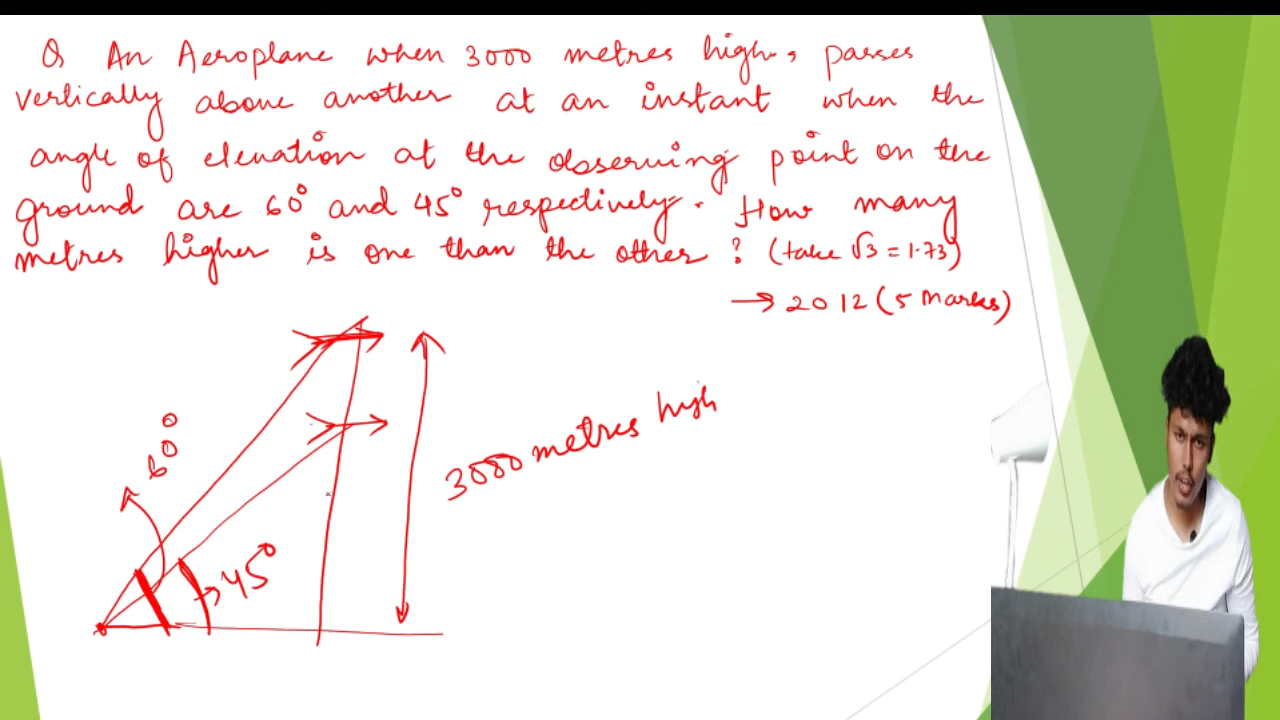 Q An Aeroplane when 3000 metres high, passes
vertically above another at an instant when the
angle of elevation at the observing point on the
ground are 60° and 45° respectively. How many
metres higher is one than the other? (take √3 = 1.73)
→ 2012 (5 Marks)
3000 metres high
60°
45°